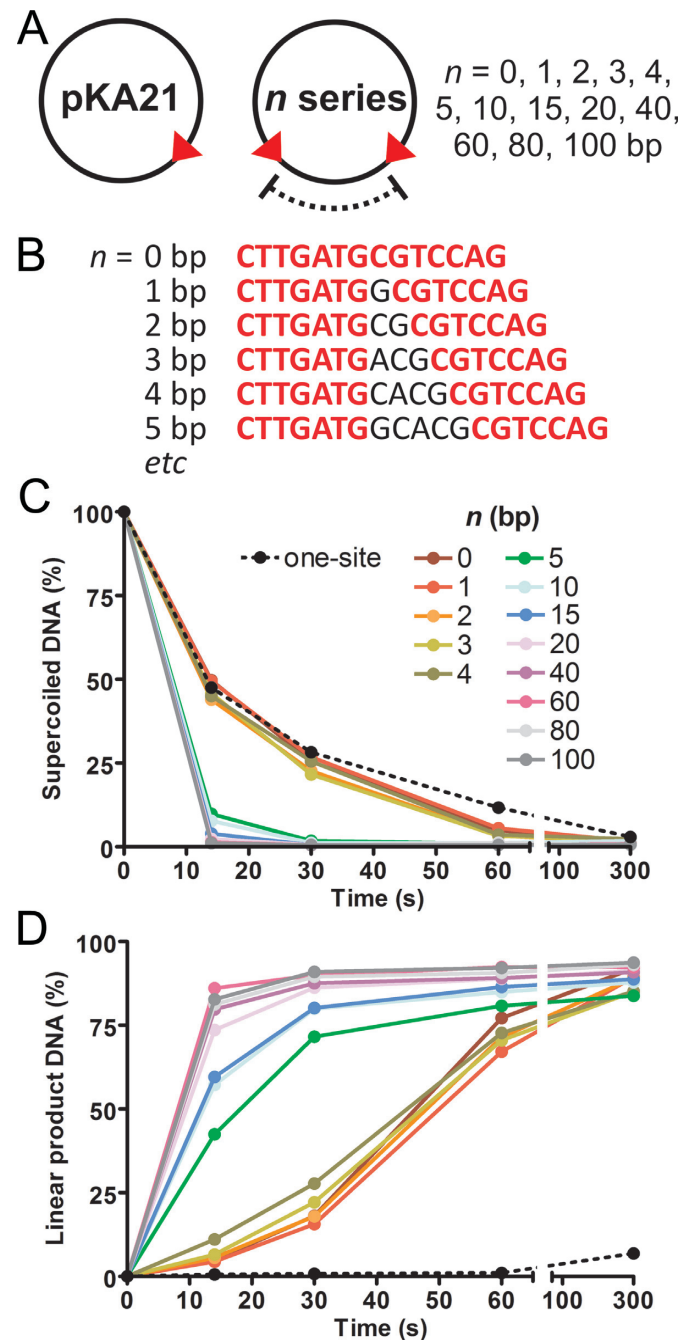 A
pKA21
n series
n = 0, 1, 2, 3, 4,
5, 10, 15, 20, 40,
60, 80, 100 bp
B
n = 0 bp CTTGATGCGTCCAG
1 bp CTTGATGGCGTCCAG
2 bp CTTGATGCGCGTCCAG
3 bp CTTGATGACGCGTCCAG
4 bp CTTGATGCACGCGTCCAG
5 bp CTTGATGGCACGCGTCCAG
etc
C
Supercoiled DNA (%)
100
75
50
25
0
n (bp)
one-site
0
1
2
3
4
5
10
15
20
40
60
80
100
0 10 20 30 40 50 60 100 300
Time (s)
D
Linear product DNA (%)
100
75
50
25
0
0 10 20 30 40 50 60 100 300
Time (s)